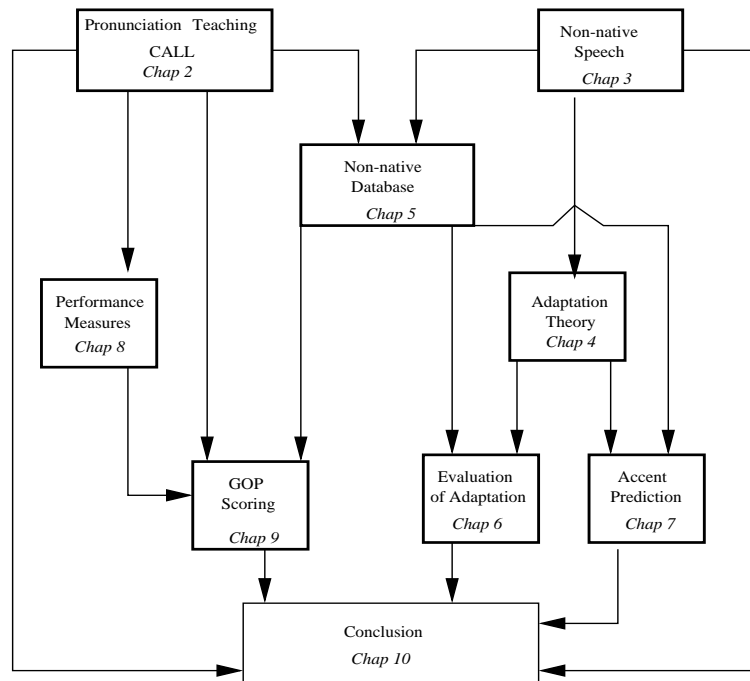 Pronunciation Teaching
CALL
Chap 2
Non-native
Speech
Chap 3
Non-native
Database
Chap 5
Performance
Measures
Chap 8
Adaptation
Theory
Chap 4
GOP
Scoring
Chap 9
Evaluation
of Adaptation
Chap 6
Accent
Prediction
Chap 7
Conclusion
Chap 10